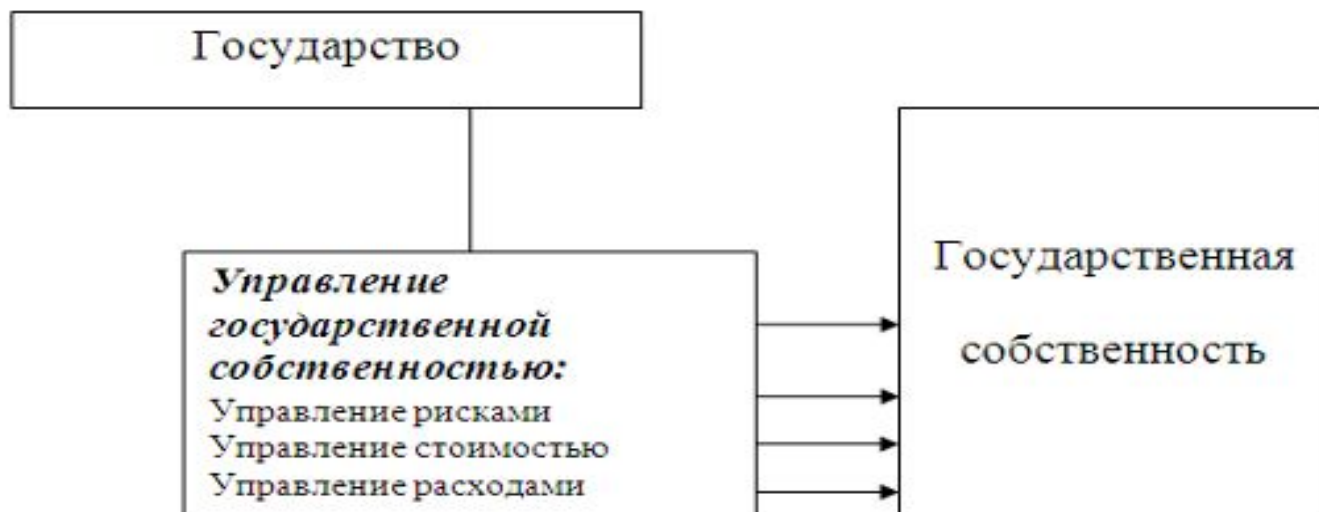 Государство
Управление
государственной
собственностью:
Управление рисками
Управление стоимостью
Управление расходами
Государственная
собственность